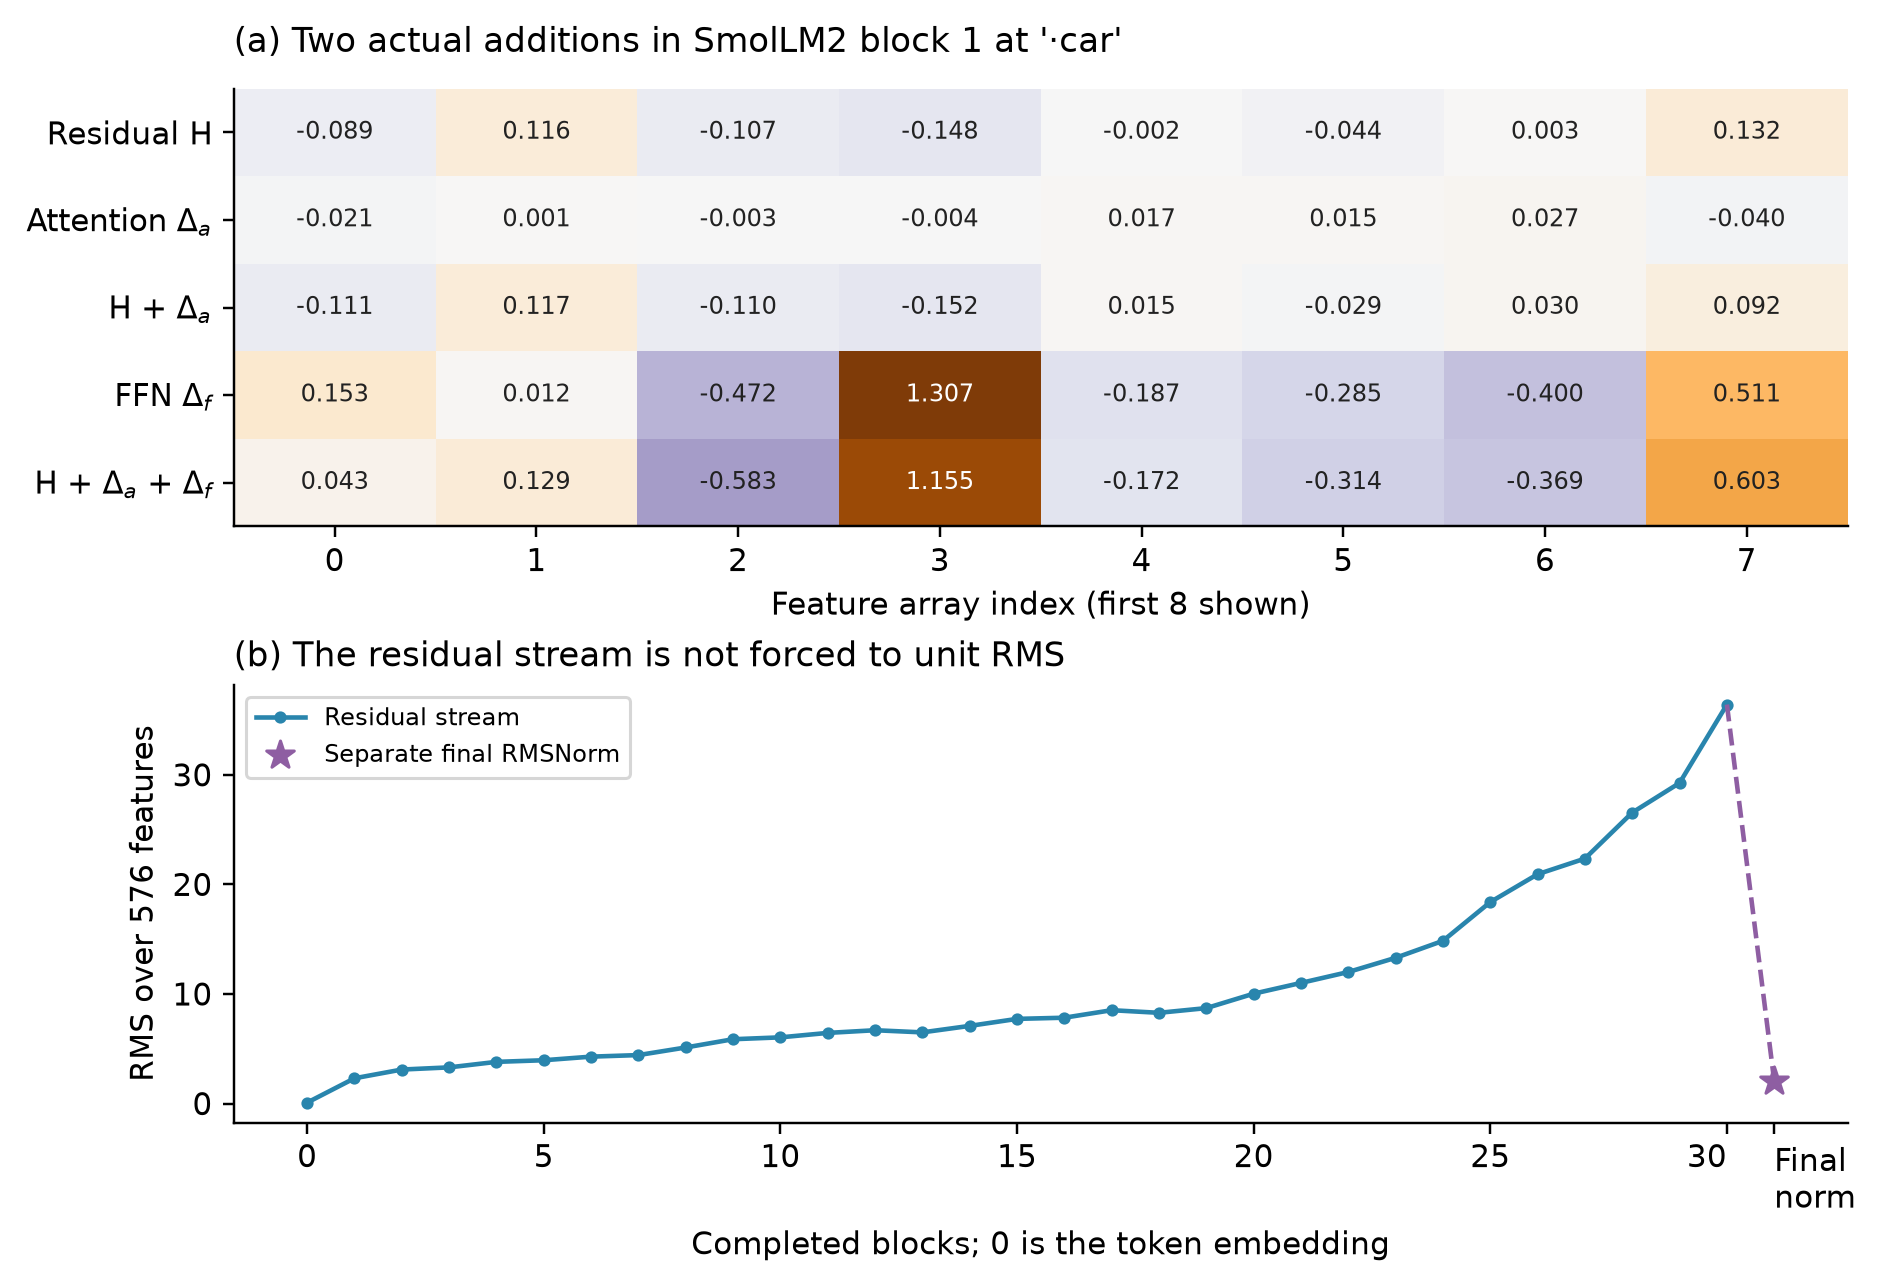 (a) Two actual additions in SmolLM2 block 1 at '·car'
Residual H -0.089 0.116 -0.107 -0.148 -0.002 -0.044 0.003 0.132
Attention Δa -0.021 0.001 -0.003 -0.004 0.017 0.015 0.027 -0.040
H + Δa -0.111 0.117 -0.110 -0.152 0.015 -0.029 0.030 0.092
FFN Δf 0.153 0.012 -0.472 1.307 -0.187 -0.285 -0.400 0.511
H + Δa + Δf 0.043 0.129 -0.583 1.155 -0.172 -0.314 -0.369 0.603
0 1 2 3 4 5 6 7
Feature array index (first 8 shown)
(b) The residual stream is not forced to unit RMS
Residual stream
Separate final RMSNorm
RMS over 576 features
30
20
10
0
0 5 10 15 20 25 30 Final
norm
Completed blocks; 0 is the token embedding